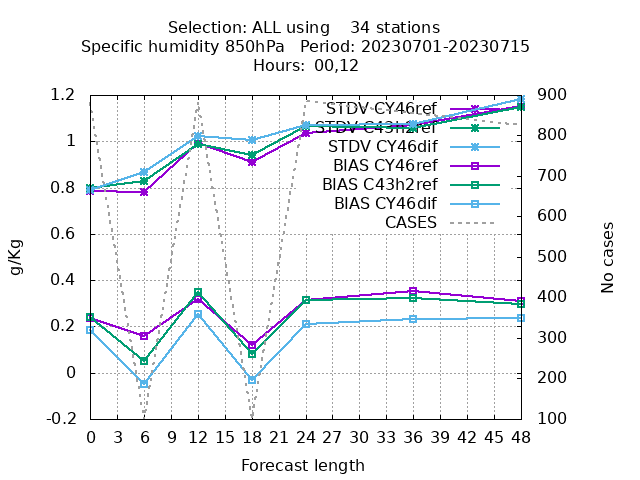 Selection: ALL using    34 stations
Specific humidity 850hPa   Period: 20230701-20230715
Hours: 00,12
1.2
1
0.8
0.6
0.4
0.2
0
-0.2
g/Kg
STDV CY46ref
STDV C43h2ref
STDV CY46dif
BIAS CY46ref
BIAS C43h2ref
BIAS CY46dif
CASES
900
800
700
600
500
400
300
200
100
No cases
0 3 6 9 12 15 18 21 24 27 30 33 36 39 42 45 48
Forecast length